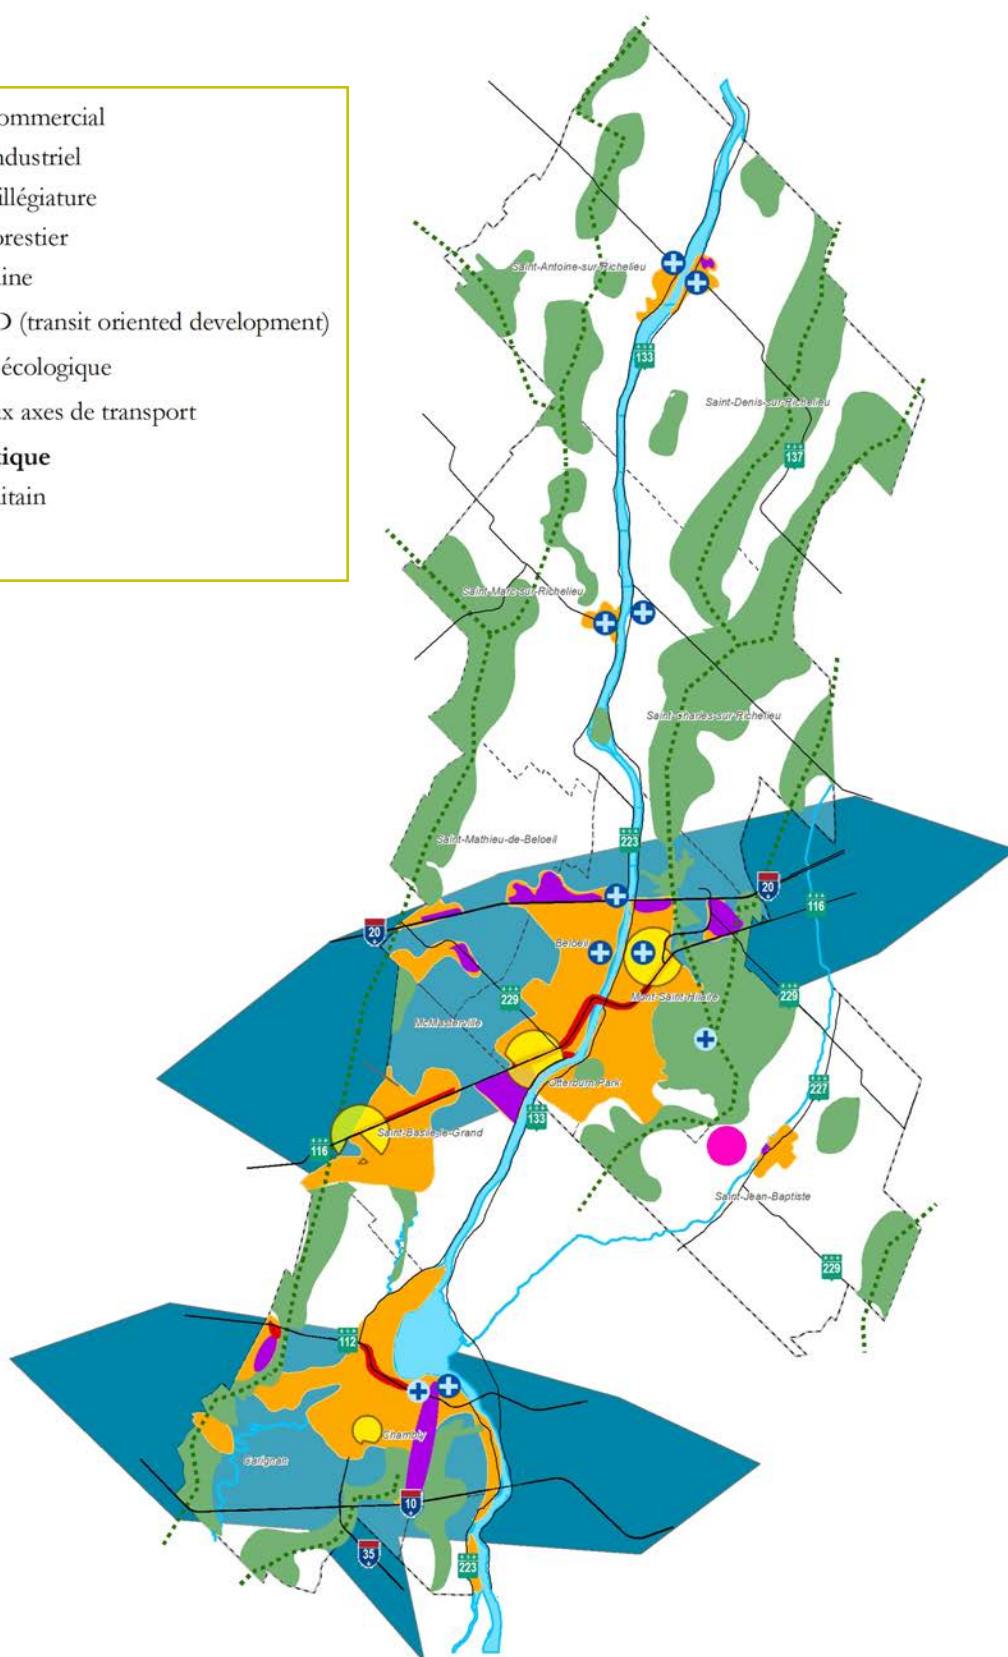 ommercial
ndustriel
illégiature
orestier
ine
D (transit oriented development)
écologique
ux axes de transport
tique
itain
Saint-Antoine-sur-Richelieu
133
Saint-Denis-sur-Richelieu
137
Saint-Marc-sur-Richelieu
Saint-Charles-sur Richelieu
223
Saint-Mathieu-de-Beloeil
20
116
20
Beloeil
229
Mont-Saint-Hilaire
229
McMasterville
Otterburn Park
227
133
Saint-Basile-le-Grand
116
Saint-Jean-Baptiste
229
112
Chambly
Carignan
10
35
223